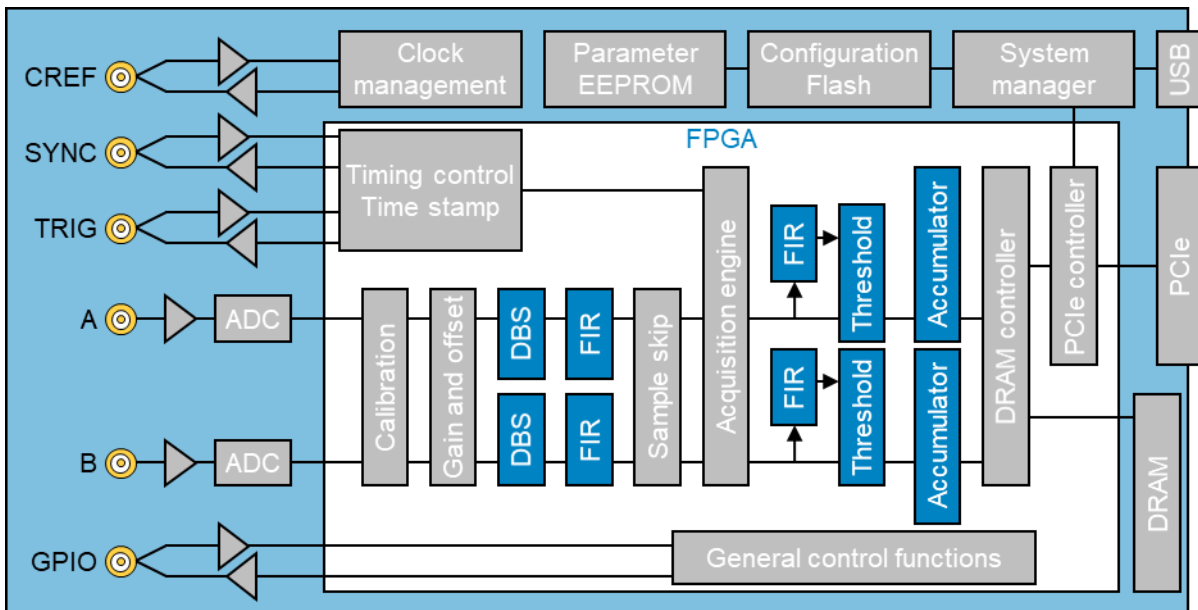 CREF
Clock
management
Parameter
EEPROM
Configuration
Flash
System
manager
USB
FPGA
SYNC
TRIG
Timing control
Time stamp
A
ADC
B
ADC
Calibration
Gain and offset
DBS
FIR
DBS
FIR
Sample skip
Acquisition engine
FIR
Threshold
Accumulator
FIR
Threshold
Accumulator
DRAM controller
PCIe controller
PCIe
DRAM
GPIO
General control functions